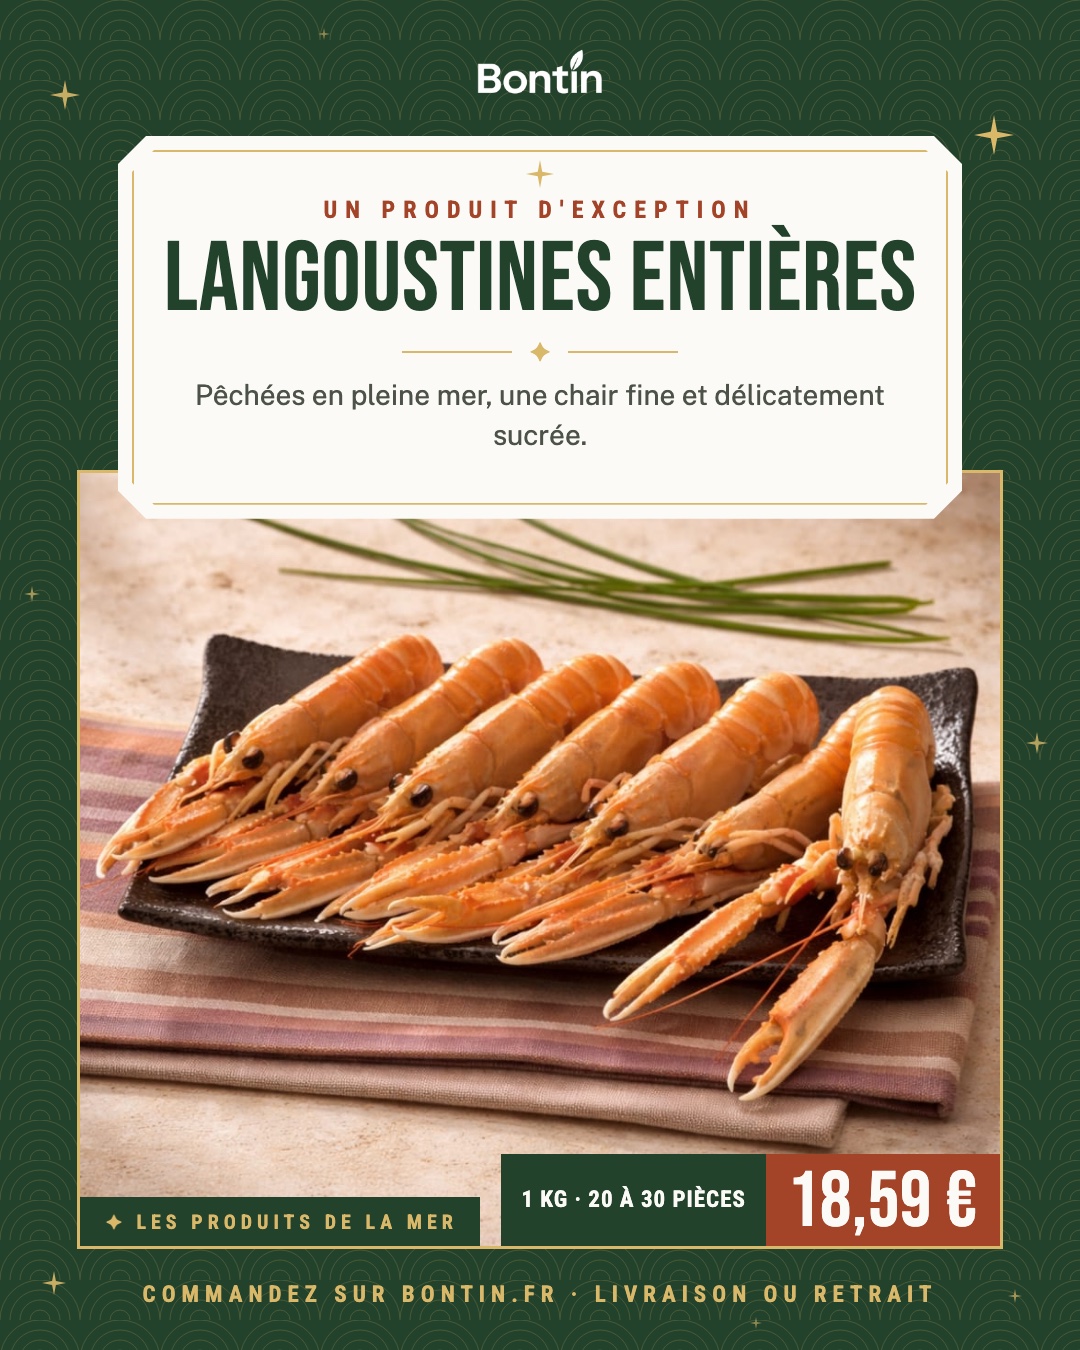 Bontin
UN PRODUIT D'EXCEPTION
LANGOUSTINES ENTIÈRES
Pêchées en pleine mer, une chair fine et délicatement
sucrée.
1 KG · 20 À 30 PIÈCES
18,59 €
LES PRODUITS DE LA MER
COMMANDEZ SUR BONTIN.FR · LIVRAISON OU RETRAIT